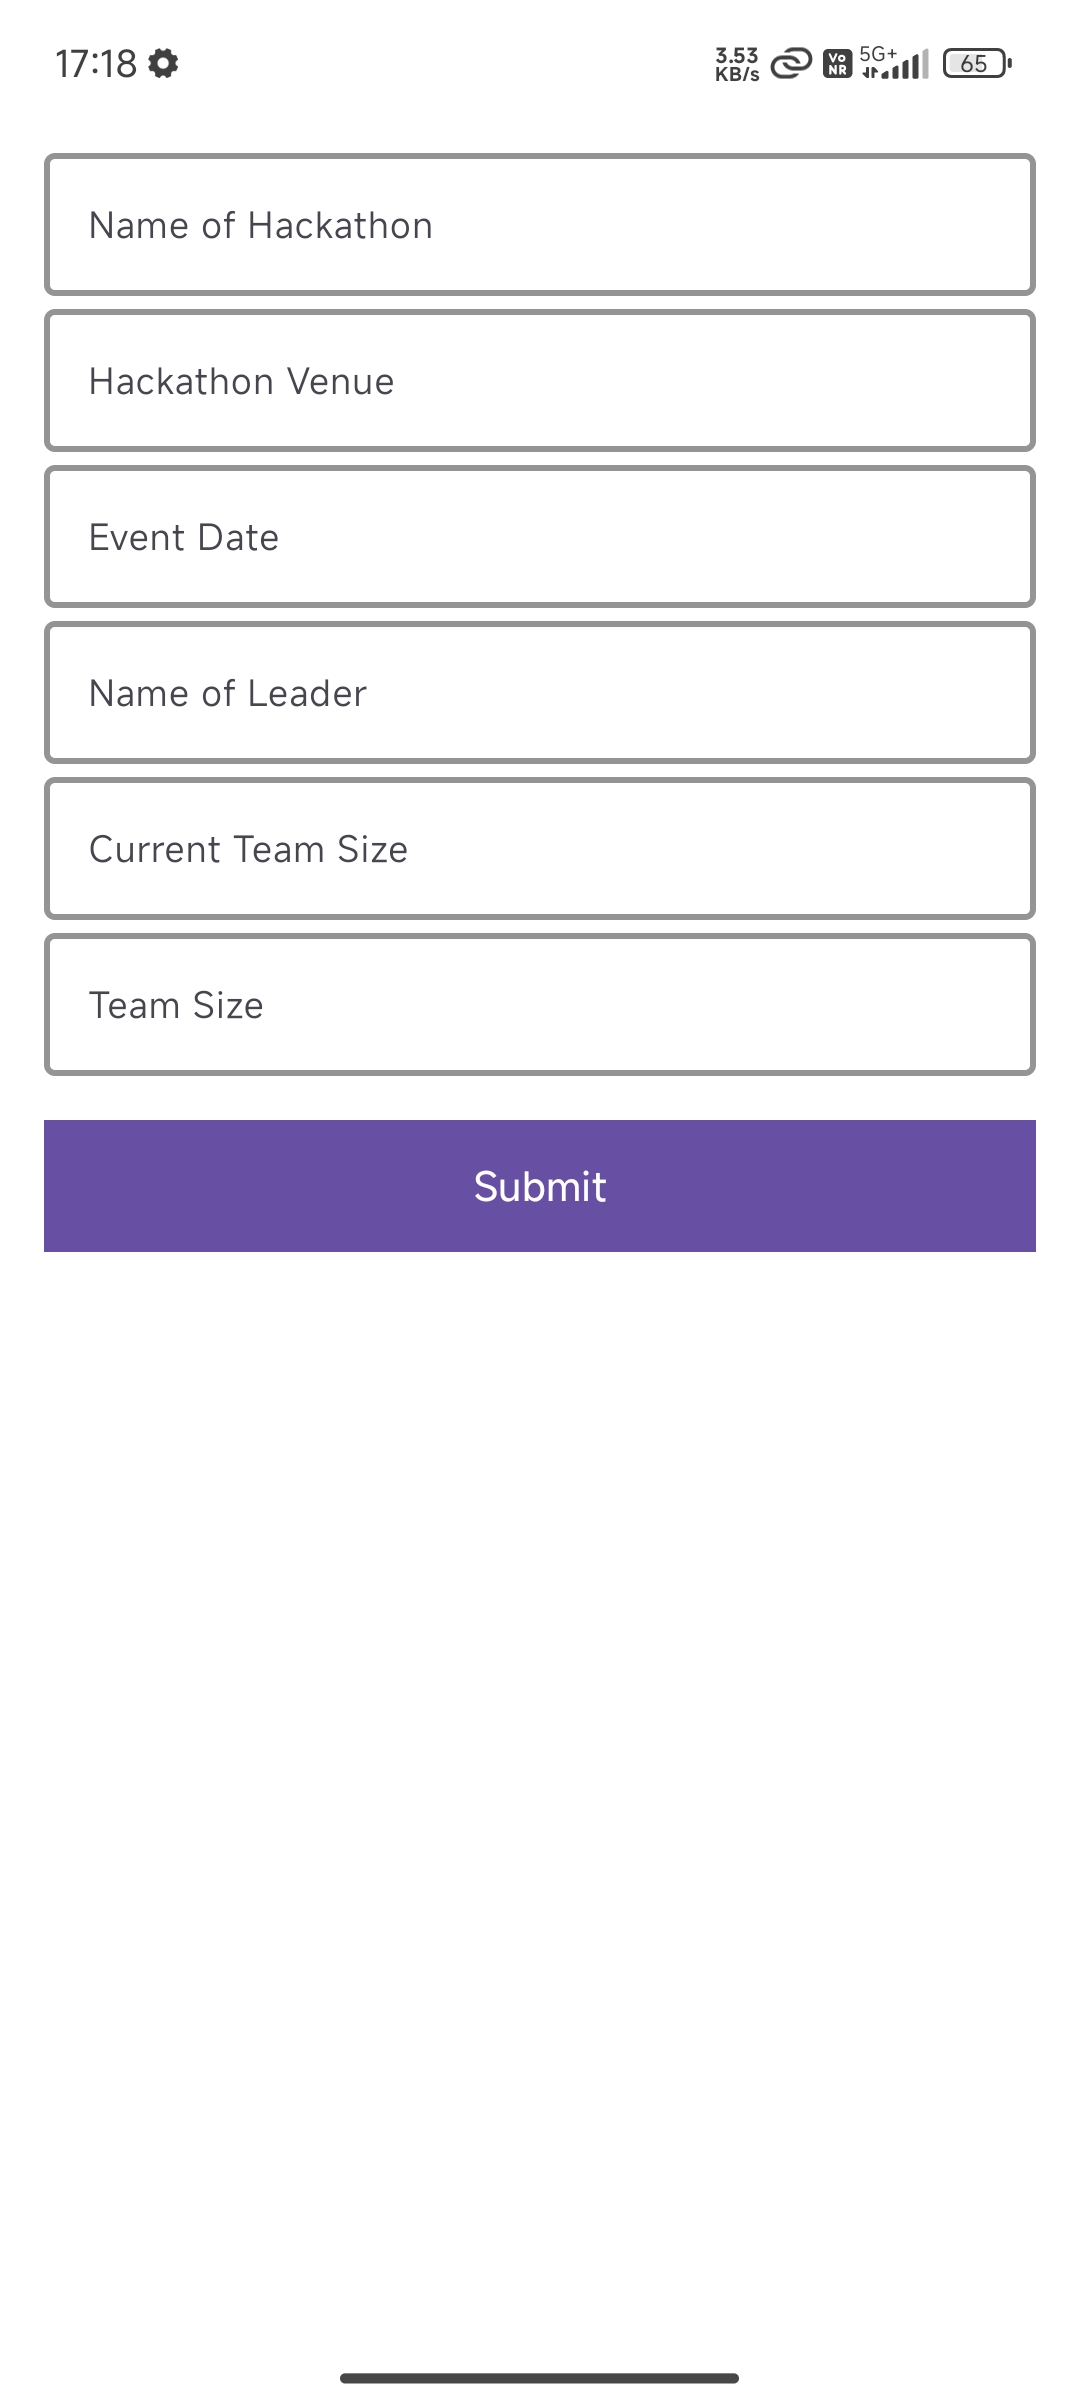 17:18 3.53 KB/s Vo NR 5G+ 65
Name of Hackathon
Hackathon Venue
Event Date
Name of Leader
Current Team Size
Team Size
Submit